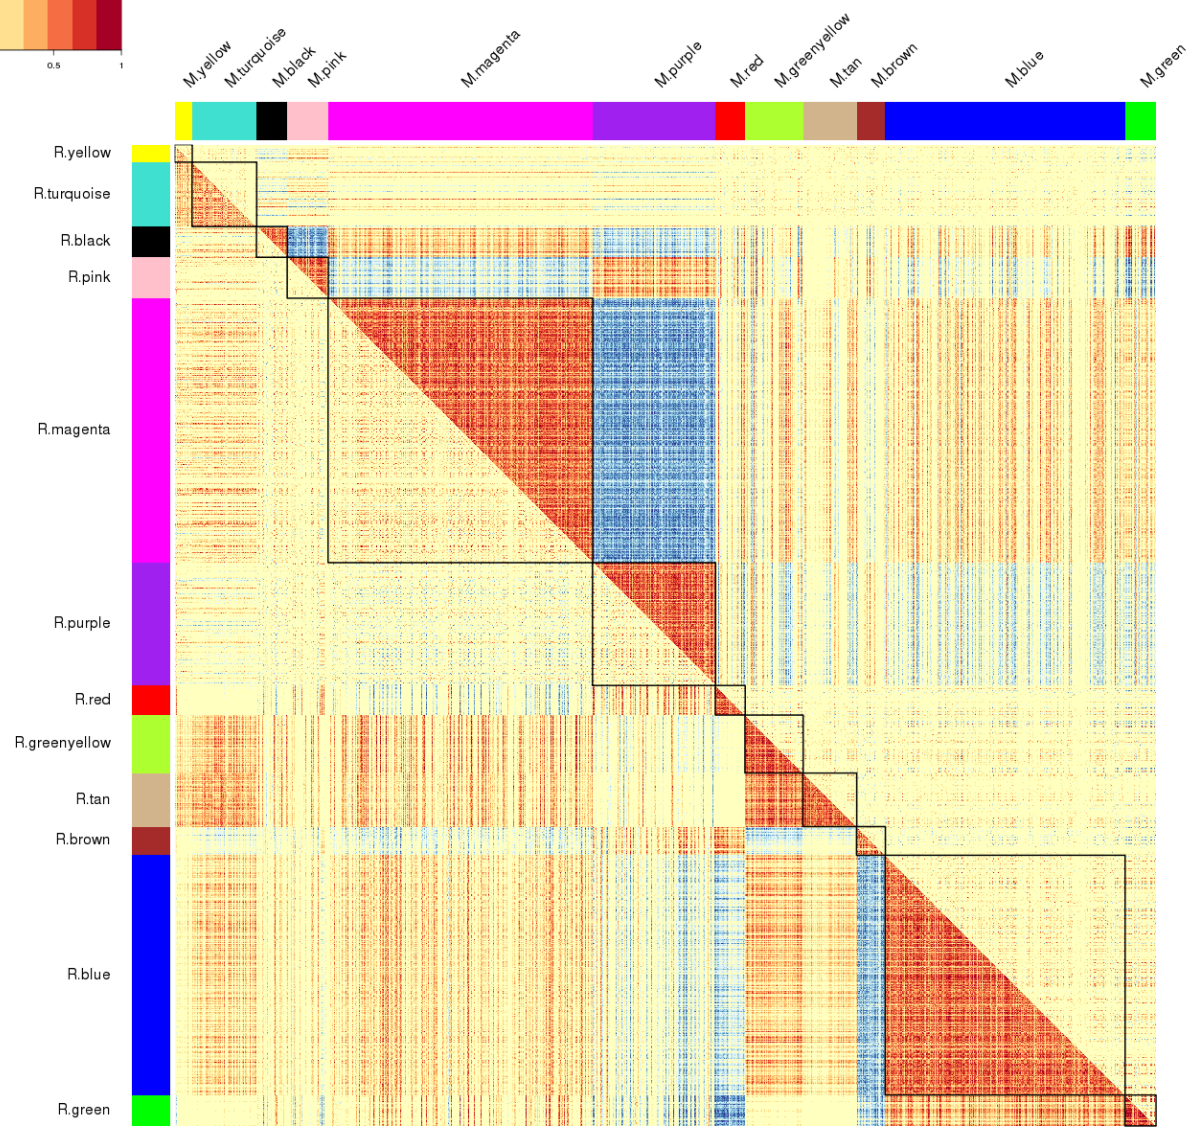 0.5
1
M.yellow
M.turquoise
M.black
M.pink
M.magenta
M.purple
M.red
M.greenyellow
M.tan
M.brown
M.blue
M.green
R.yellow
R.turquoise
R.black
R.pink
R.magenta
R.purple
R.red
R.greenyellow
R.tan
R.brown
R.blue
R.green